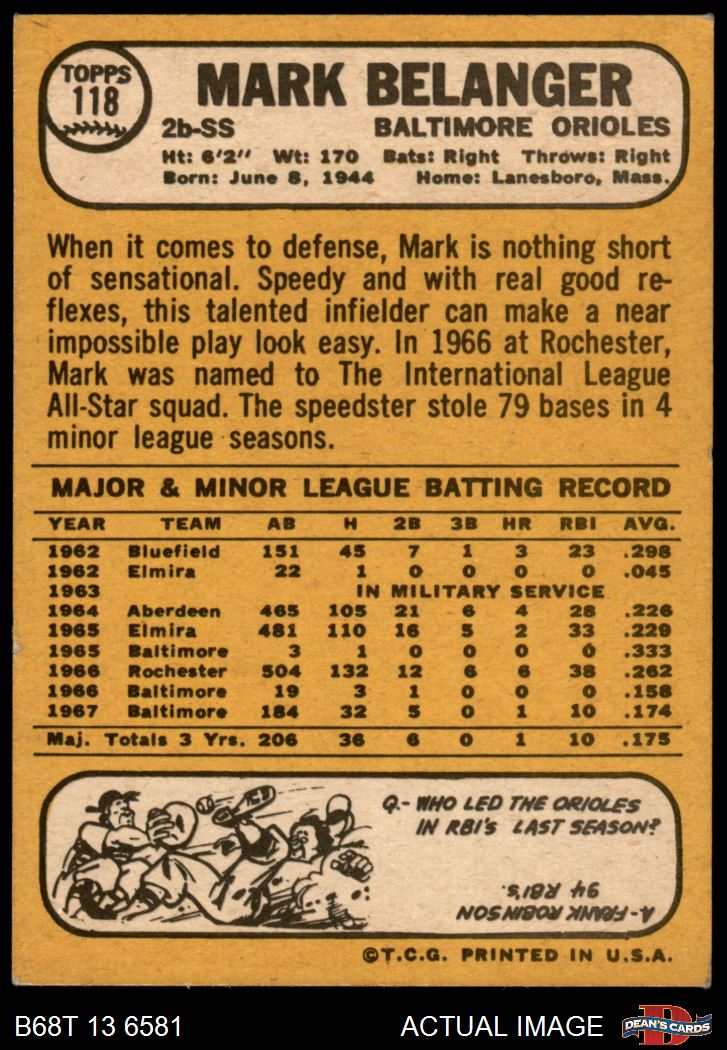 TOPPS
118
MARK BELANGER
2b-SS BALTIMORE ORIOLES
Ht: 6'2" Wt: 170 Bats: Right Throws: Right
Born: June 8, 1944 Home: Lanesboro, Mass.
When it comes to defense, Mark is nothing short
of sensational. Speedy and with real good re-
flexes, this talented infielder can make a near
impossible play look easy. In 1966 at Rochester,
Mark was named to The International League
All-Star squad. The speedster stole 79 bases in 4
minor league seasons.
MAJOR & MINOR LEAGUE BATTING RECORD
YEAR TEAM AB H 2B 3B HR RBI AVG.
1962 Bluefield 151 45 7 1 3 23 .298
1962 Elmira 22 1 0 0 0 0 .045
1963 IN MILITARY SERVICE
1964 Aberdeen 465 105 21 6 4 28 .226
1965 Elmira 481 110 16 5 2 33 .229
1965 Baltimore 3 1 0 0 0 0 .333
1966 Rochester 504 132 12 6 6 38 .262
1966 Baltimore 19 3 1 0 0 0 .158
1967 Baltimore 184 32 5 0 1 10 .174
Maj. Totals 3 Yrs. 206 36 6 0 1 10 .175
Q.- WHO LED THE ORIOLES
IN RBI'S LAST SEASON?
A- FRANK ROBINSON
94 RBI'S.
©T.C.G. PRINTED IN U.S.A.
B68T 13 6581 ACTUAL IMAGE
D
DEAN'S CARDS